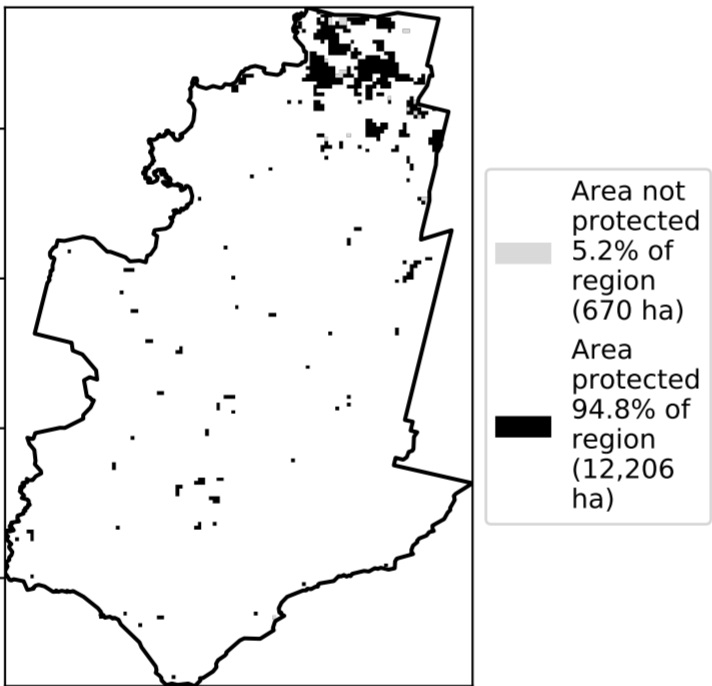 Area not
protected
5.2% of
region
(670 ha)
Area
protected
94.8% of
region
(12,206
ha)